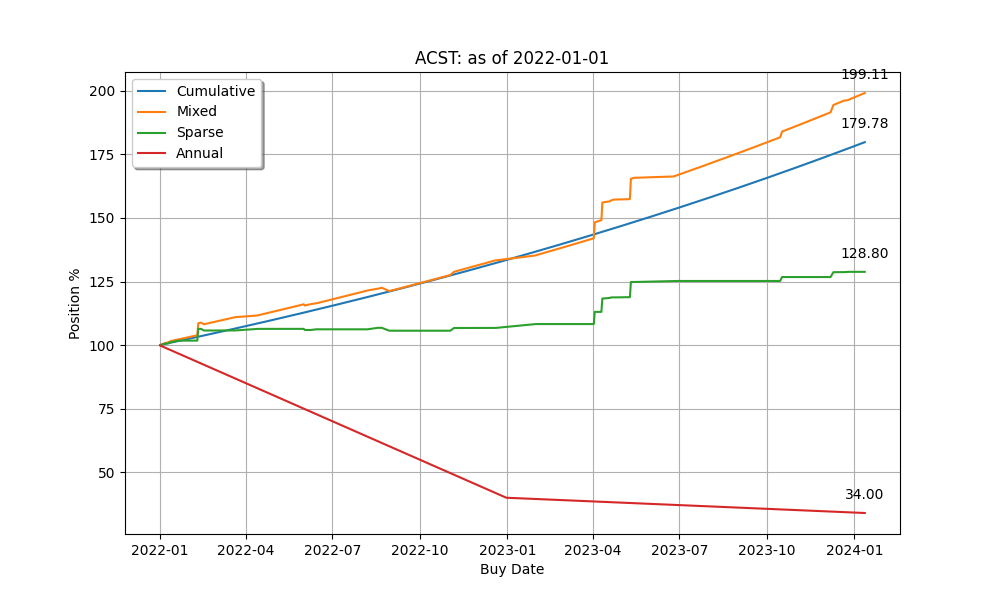 ACST: as of 2022-01-01
Cumulative
Mixed
Sparse
Annual
199.11
179.78
128.80
34.00
200
175
150
125
100
75
50
Position %
2022-01 2022-04 2022-07 2022-10 2023-01 2023-04 2023-07 2023-10 2024-01
Buy Date